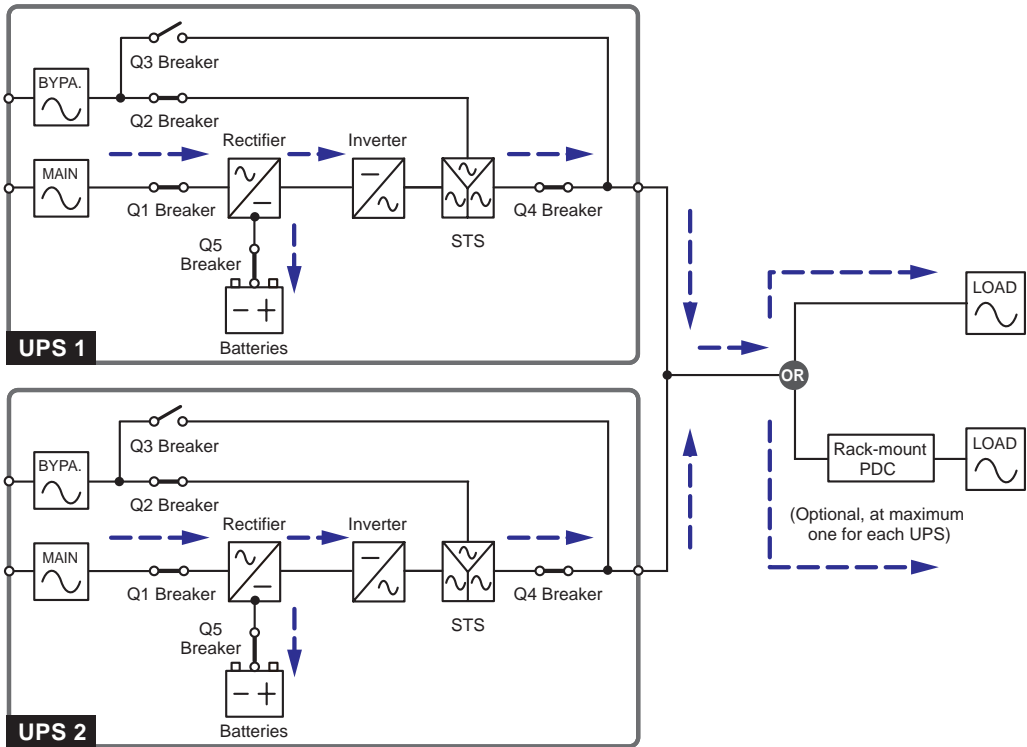 Q3 Breaker
BYPA.
Q2 Breaker
Rectifier
Inverter
MAIN
Q1 Breaker
Q4 Breaker
STS
Q5
Breaker
Batteries
UPS 1
LOAD
OR
Rack-mount
PDC
LOAD
(Optional, at maximum
one for each UPS)
Q3 Breaker
BYPA.
Q2 Breaker
Rectifier
Inverter
MAIN
Q1 Breaker
Q4 Breaker
STS
Q5
Breaker
Batteries
UPS 2